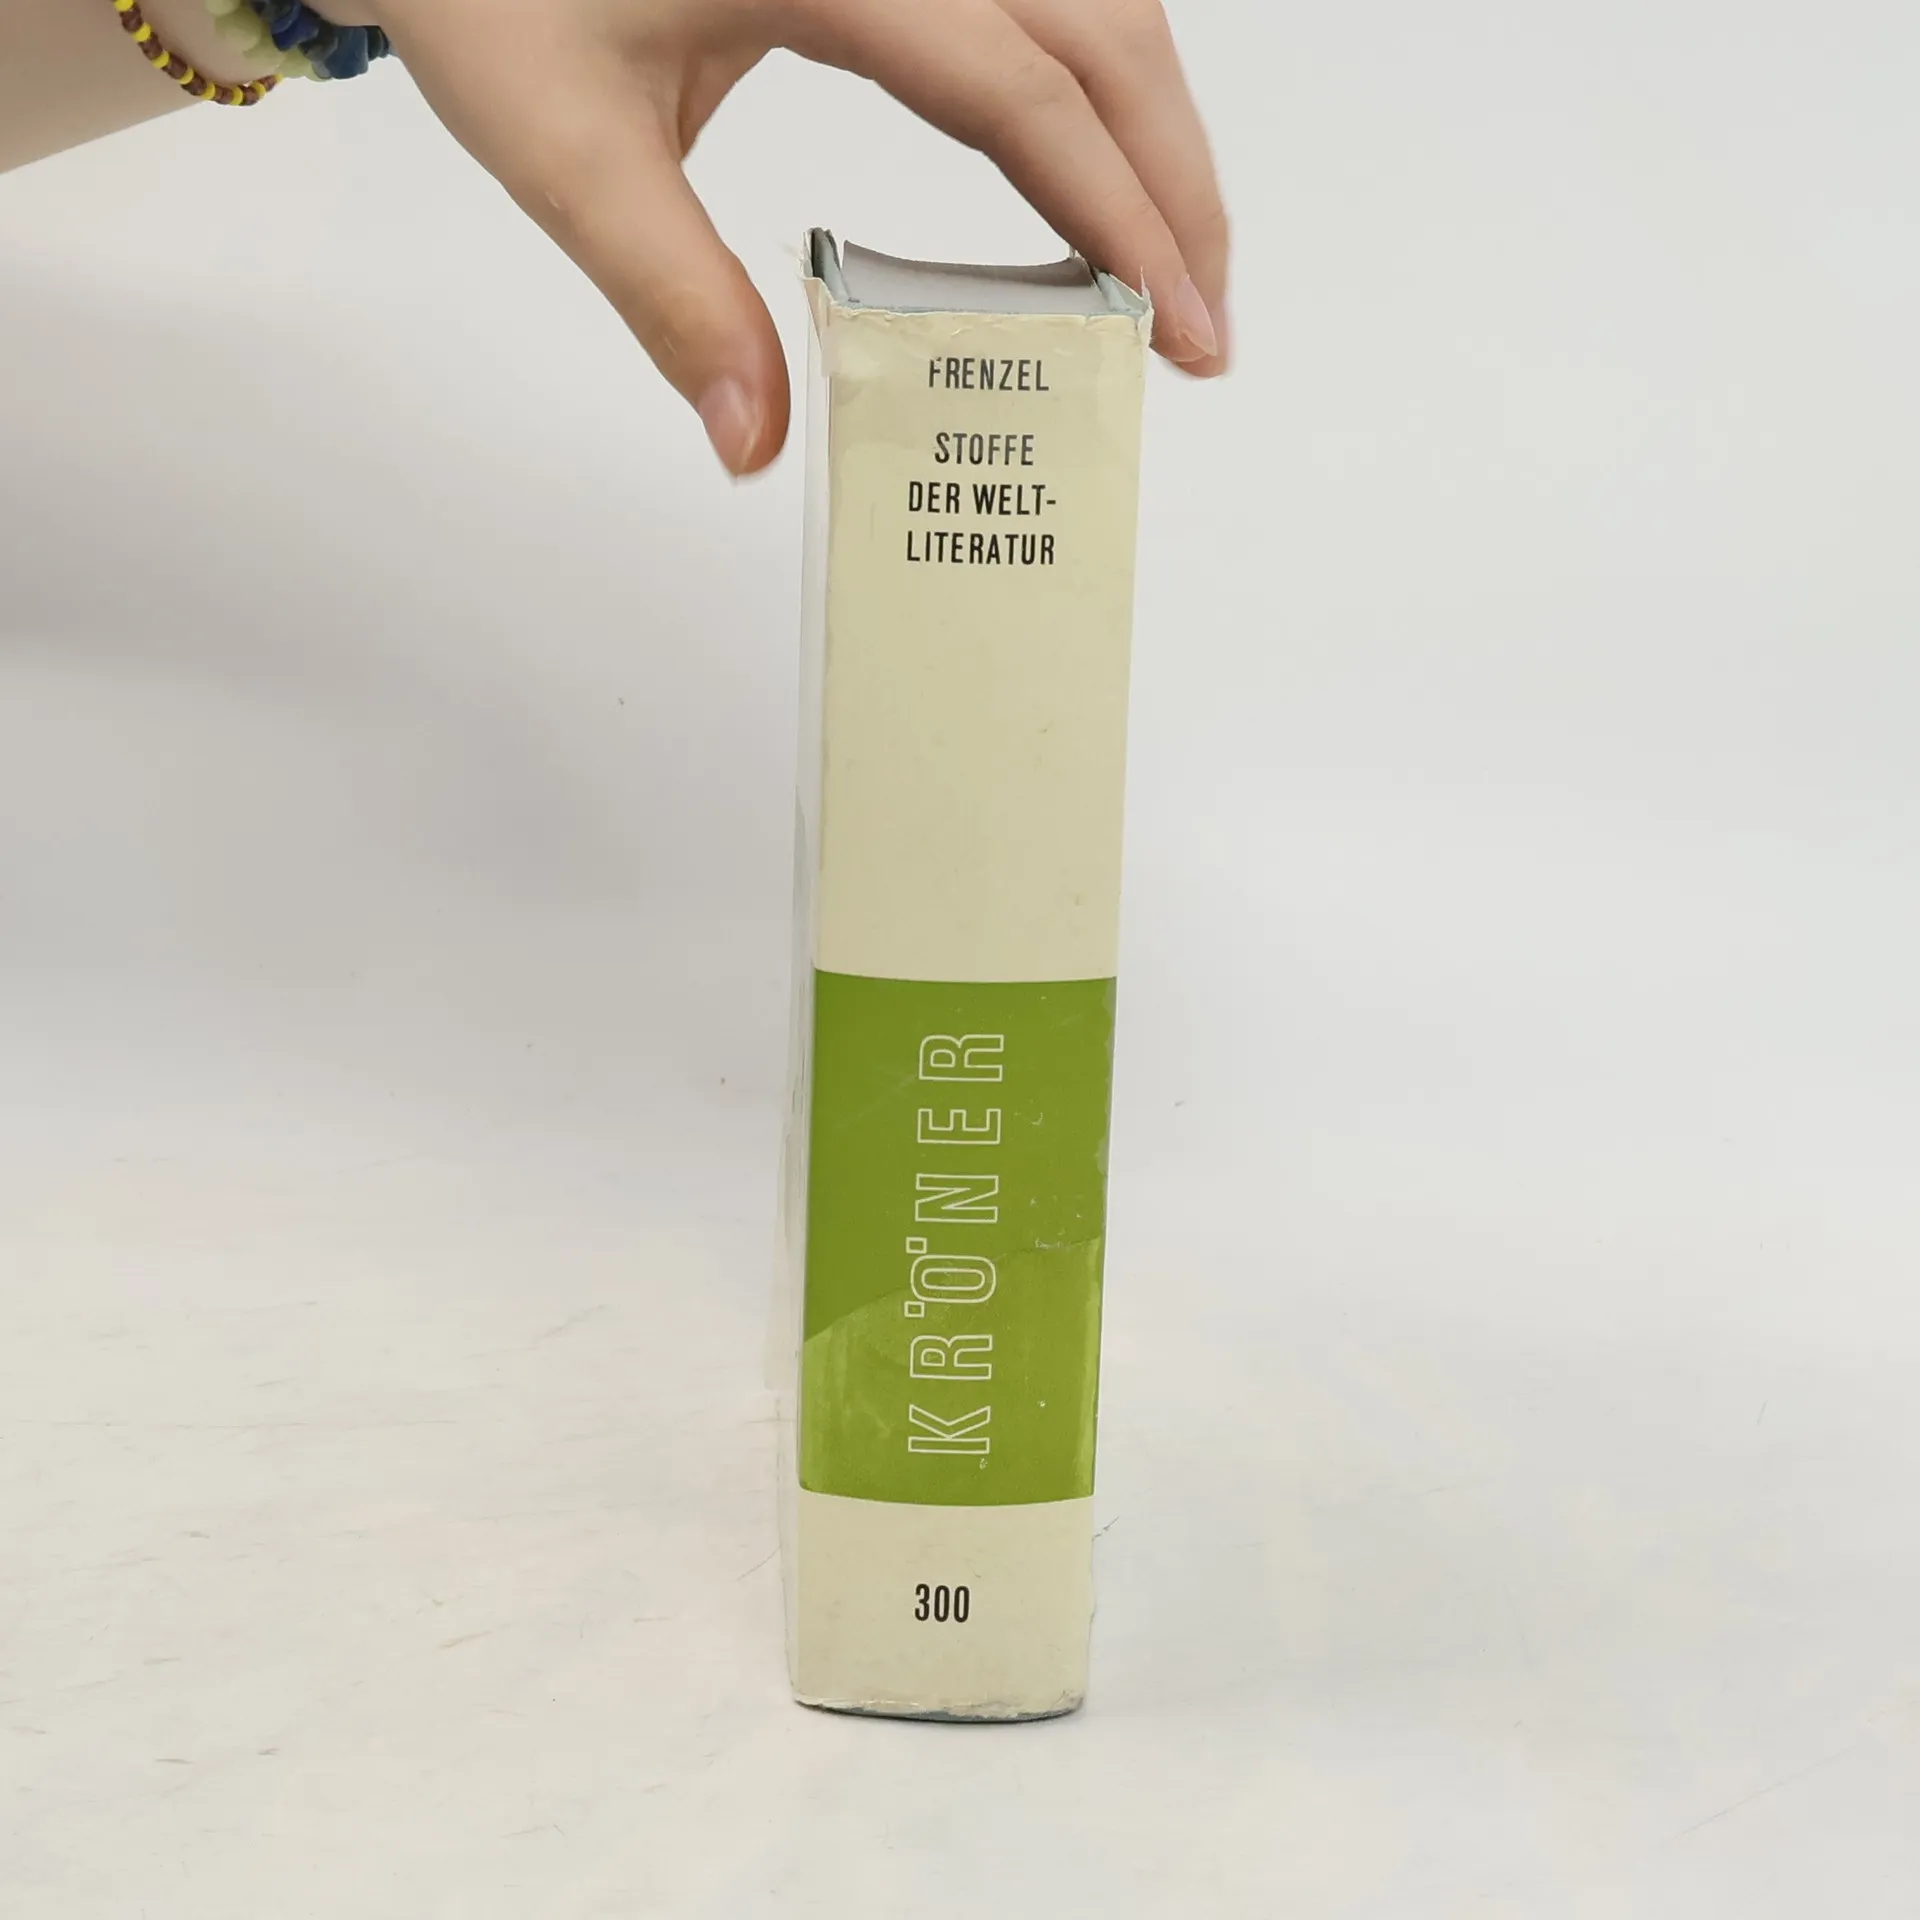 FRENZEL
STOFFE
DER WELT-
LITERATUR
KRÖNER
300